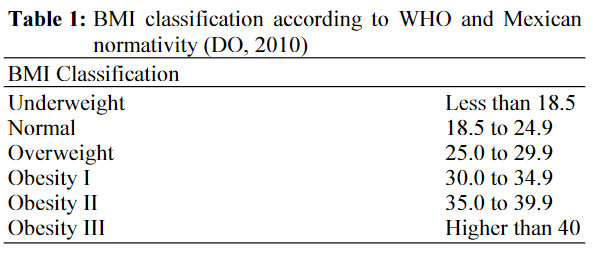 Table 1: BMI classification according to WHO and Mexican
normativity (DO, 2010)
BMI Classification
Underweight Less than 18.5
Normal 18.5 to 24.9
Overweight 25.0 to 29.9
Obesity I 30.0 to 34.9
Obesity II 35.0 to 39.9
Obesity III Higher than 40